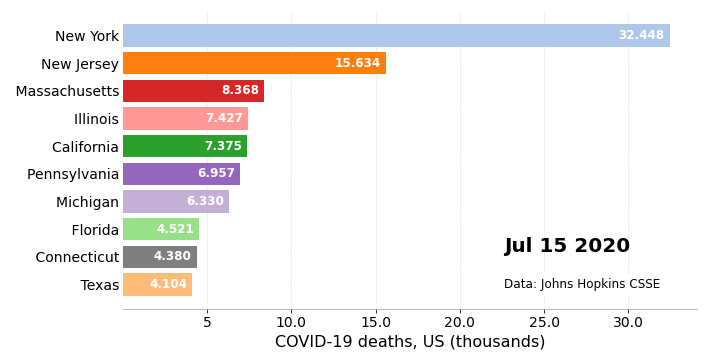 New York 32.448
New Jersey 15.634
Massachusetts 8.368
Illinois 7.427
California 7.375
Pennsylvania 6.957
Michigan 6.330
Florida 4.521
Connecticut 4.380
Texas 4.104
Jul 15 2020
Data: Johns Hopkins CSSE
5 10.0 15.0 20.0 25.0 30.0
COVID-19 deaths, US (thousands)